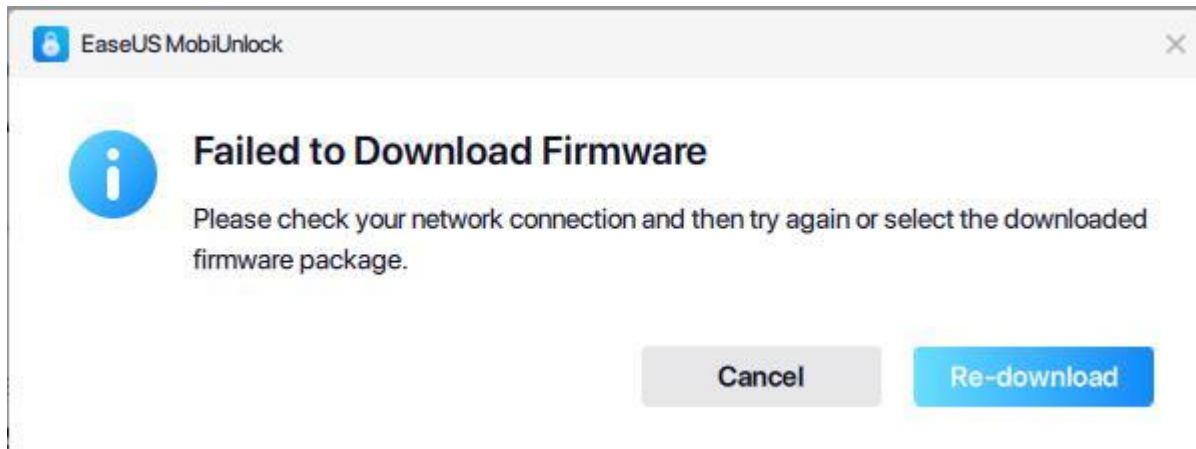 EaseUS MobiUnlock
Failed to Download Firmware
Please check your network connection and then try again or select the downloaded
firmware package.
Cancel Re-download